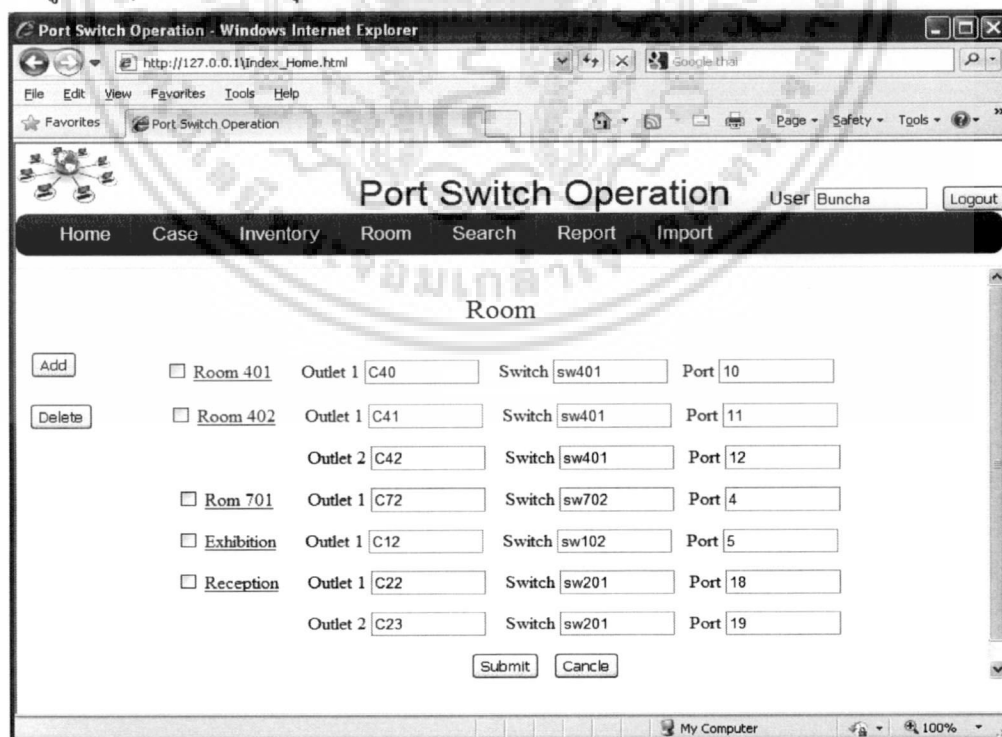 Port Switch Operation - Windows Internet Explorer
http://127.0.0.1\Index_Home.html
Google thai
File Edit View Favorites Tools Help
Favorites Port Switch Operation Page Safety Tools
Port Switch Operation User Buncha Logout
Home Case Inventory Room Search Report Import
Room
Add Room 401 Outlet 1 C40 Switch sw401 Port 10
Delete Room 402 Outlet 1 C41 Switch sw401 Port 11
Outlet 2 C42 Switch sw401 Port 12
Rom 701 Outlet 1 C72 Switch sw702 Port 4
Exhibition Outlet 1 C12 Switch sw102 Port 5
Reception Outlet 1 C22 Switch sw201 Port 18
Outlet 2 C23 Switch sw201 Port 19
Submit Cancle
My Computer 100%